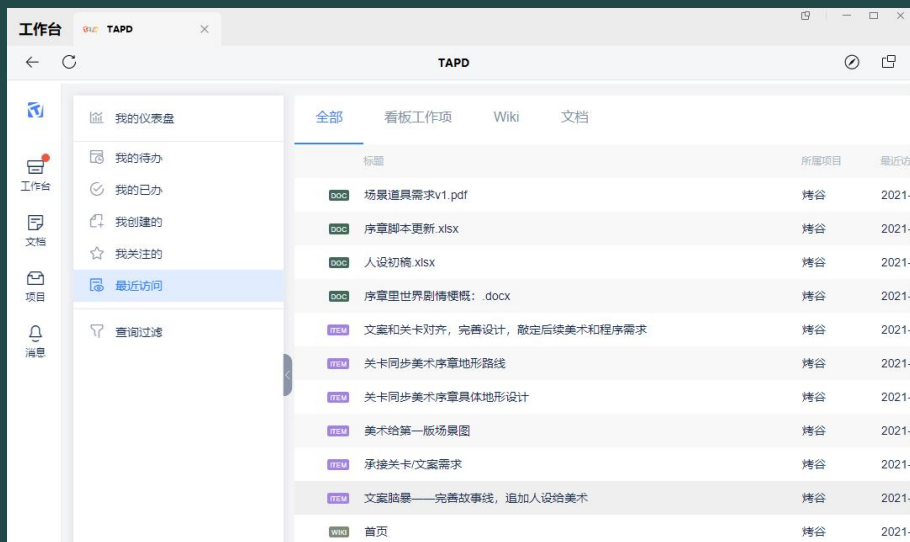 工作台
TAPD
TAPD
我的仪表盘
我的待办
我的已办
我创建的
我关注的
最近访问
查询过滤
工作台
文档
项目
消息
全部 看板工作项 Wiki 文档
标题 所属项目 最近访
DOC 场景道具需求v1.pdf 烤谷 2021-
DOC 序章脚本更新.xlsx 烤谷 2021-
DOC 人设初稿.xlsx 烤谷 2021-
DOC 序章里世界剧情梗概：.docx 烤谷 2021-
ITEM 文案和关卡对齐，完善设计，敲定后续美术和程序需求 烤谷 2021-
ITEM 关卡同步美术序章地形路线 烤谷 2021-
ITEM 关卡同步美术序章具体地形设计 烤谷 2021-
ITEM 美术给第一版场景图 烤谷 2021-
ITEM 承接关卡/文案需求 烤谷 2021-
ITEM 文案脑暴——完善故事线，追加人设给美术 烤谷 2021-
WIKI 首页 烤谷 2021-